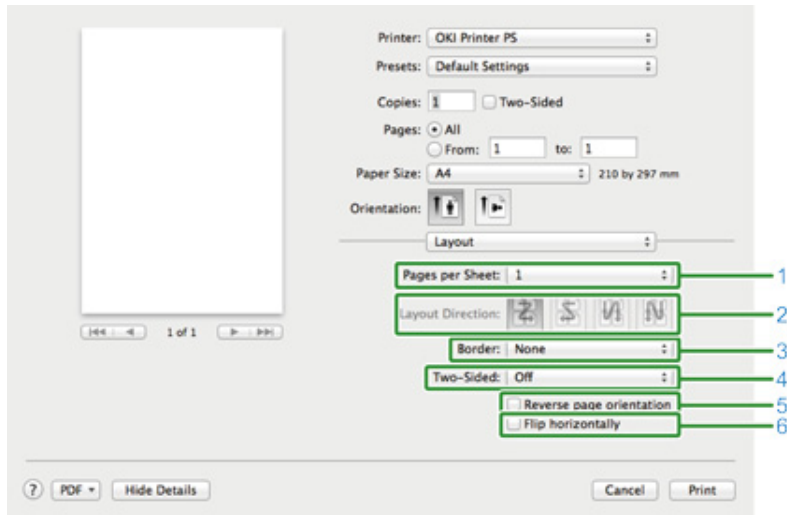 Printer: OKI Printer PS
Presets: Default Settings
Copies: 1 Two-Sided
Pages: All
From: 1 to: 1
Paper Size: A4 210 by 297 mm
Orientation:
Layout
Pages per Sheet: 1 1
Layout Direction: 2
Border: None 3
Two-Sided: Off 4
Reverse page orientation 5
Flip horizontally 6
1 of 1
? PDF Hide Details Cancel Print